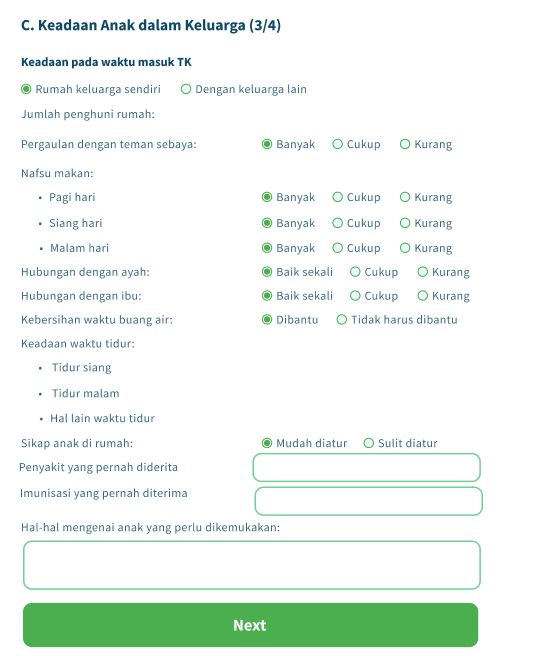 C. Keadaan Anak dalam Keluarga (3/4)
Keadaan pada waktu masuk TK
Rumah keluarga sendiri Dengan keluarga lain
Jumlah penghuni rumah:
Pergaulan dengan teman sebaya: Banyak Cukup Kurang
Nafsu makan:
• Pagi hari Banyak Cukup Kurang
• Siang hari Banyak Cukup Kurang
• Malam hari Banyak Cukup Kurang
Hubungan dengan ayah: Baik sekali Cukup Kurang
Hubungan dengan ibu: Baik sekali Cukup Kurang
Kebersihan waktu buang air: Dibantu Tidak harus dibantu
Keadaan waktu tidur:
• Tidur siang
• Tidur malam
• Hal lain waktu tidur
Sikap anak di rumah: Mudah diatur Sulit diatur
Penyakit yang pernah diderita
Imunisasi yang pernah diterima
Hal-hal mengenai anak yang perlu dikemukakan:
Next